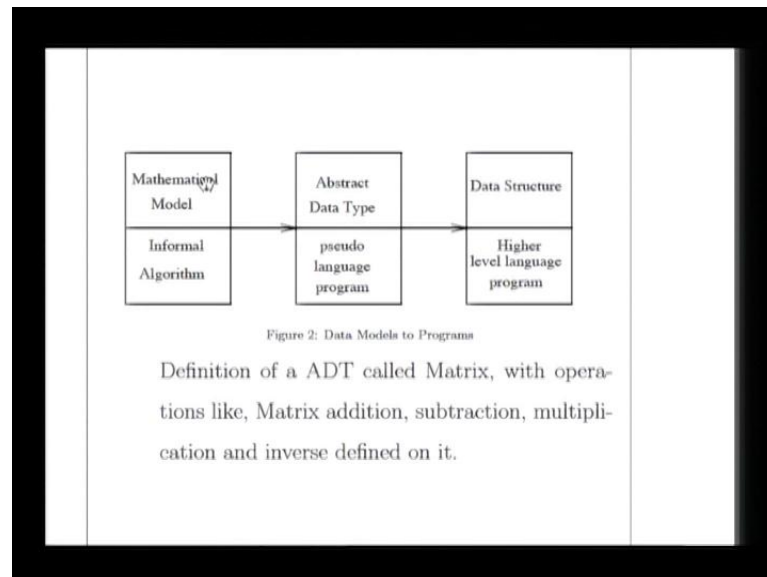 Mathematical
Model
Informal
Algorithm
Abstract
Data Type
pseudo
language
program
Data Structure
Higher
level language
program
Figure 2: Data Models to Programs
Definition of a ADT called Matrix, with opera-
tions like, Matrix addition, subtraction, multipli-
cation and inverse defined on it.